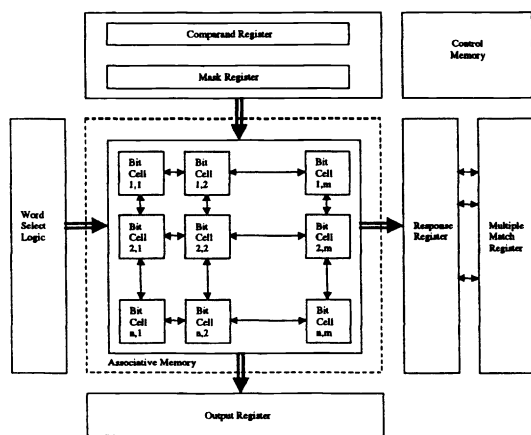 Comparand Register
Mask Register
Control
Memory
Word
Select
Logic
Bit
Cell
1,1
Bit
Cell
1,2
Bit
Cell
1,m
Bit
Cell
2,1
Bit
Cell
2,2
Bit
Cell
2,m
Bit
Cell
n,1
Bit
Cell
n,2
Bit
Cell
n,m
Associative Memory
Response
Register
Multiple
Match
Register
Output Register